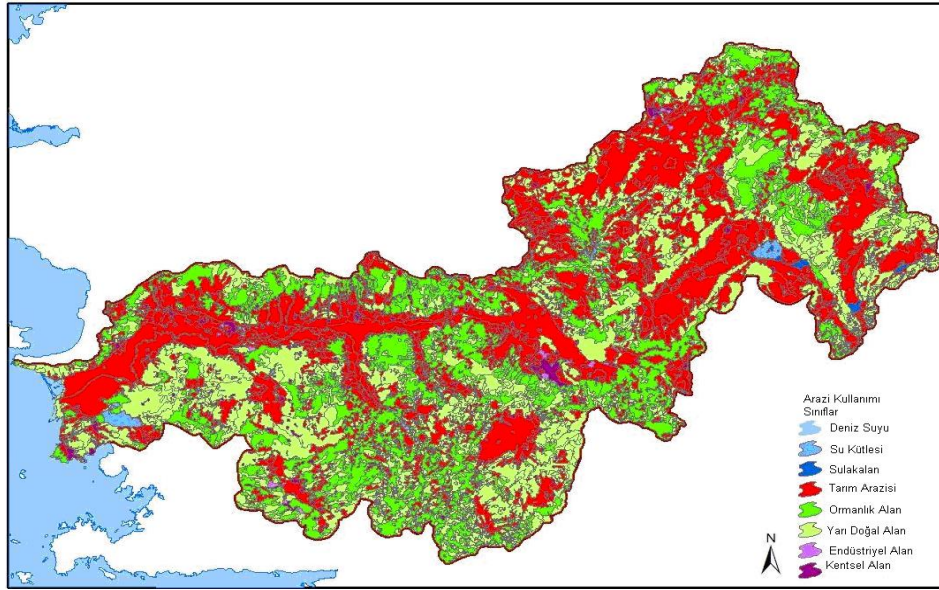 Arazi Kullanımı
Sınıflar
Deniz Suyu
Su Kütlesi
Sulakalan
Tarım Arazisi
Ormanlık Alan
Yarı Doğal Alan
Endüstriyel Alan
Kentsel Alan
N